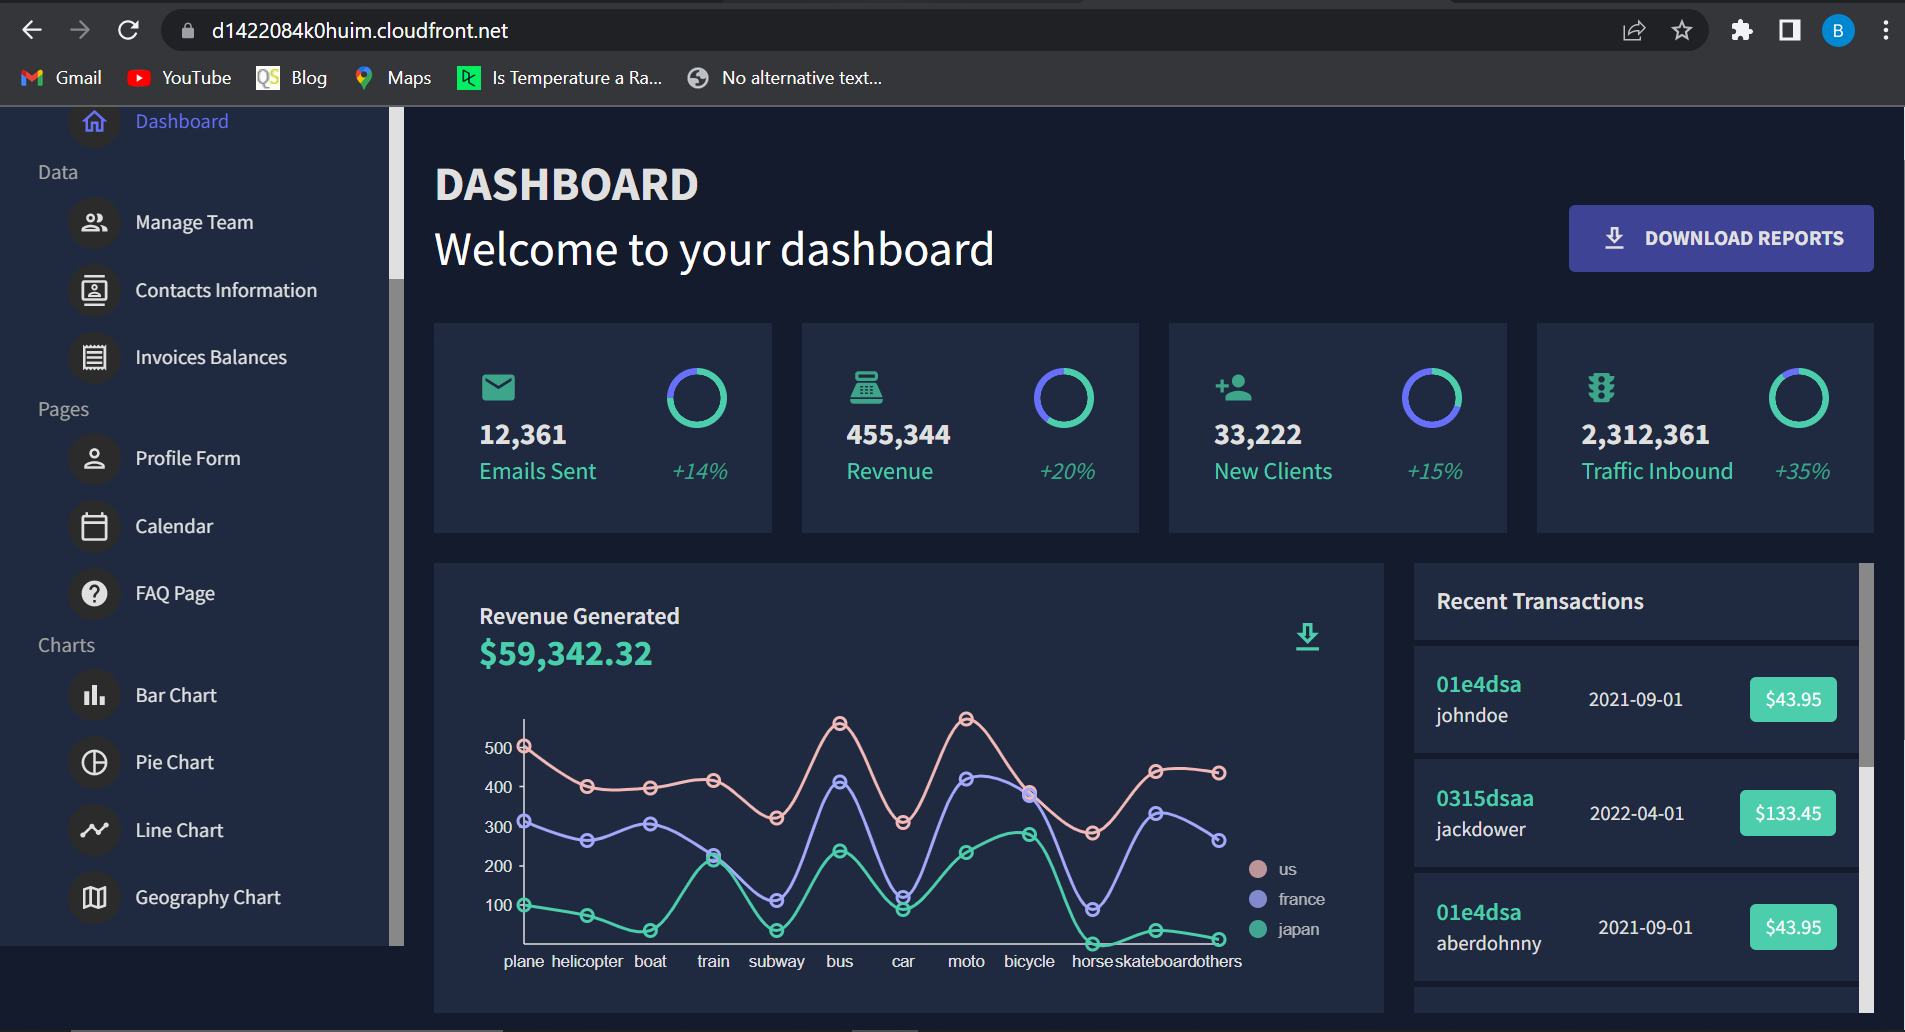 d1422084k0huim.cloudfront.net
B
Gmail
YouTube
QS Blog
Maps
DC Is Temperature a Ra...
No alternative text...
Dashboard
Data
Manage Team
Contacts Information
Invoices Balances
Pages
Profile Form
Calendar
FAQ Page
Charts
Bar Chart
Pie Chart
Line Chart
Geography Chart
DASHBOARD
Welcome to your dashboard
DOWNLOAD REPORTS
12,361
Emails Sent
+14%
455,344
Revenue
+20%
33,222
New Clients
+15%
2,312,361
Traffic Inbound
+35%
Revenue Generated
$59,342.32
500
400
300
200
100
plane helicopter boat train subway bus car moto bicycle horse skateboard others
us
france
japan
Recent Transactions
01e4dsa
johndoe
2021-09-01
$43.95
0315dsaa
jackdower
2022-04-01
$133.45
01e4dsa
aberdohnny
2021-09-01
$43.95